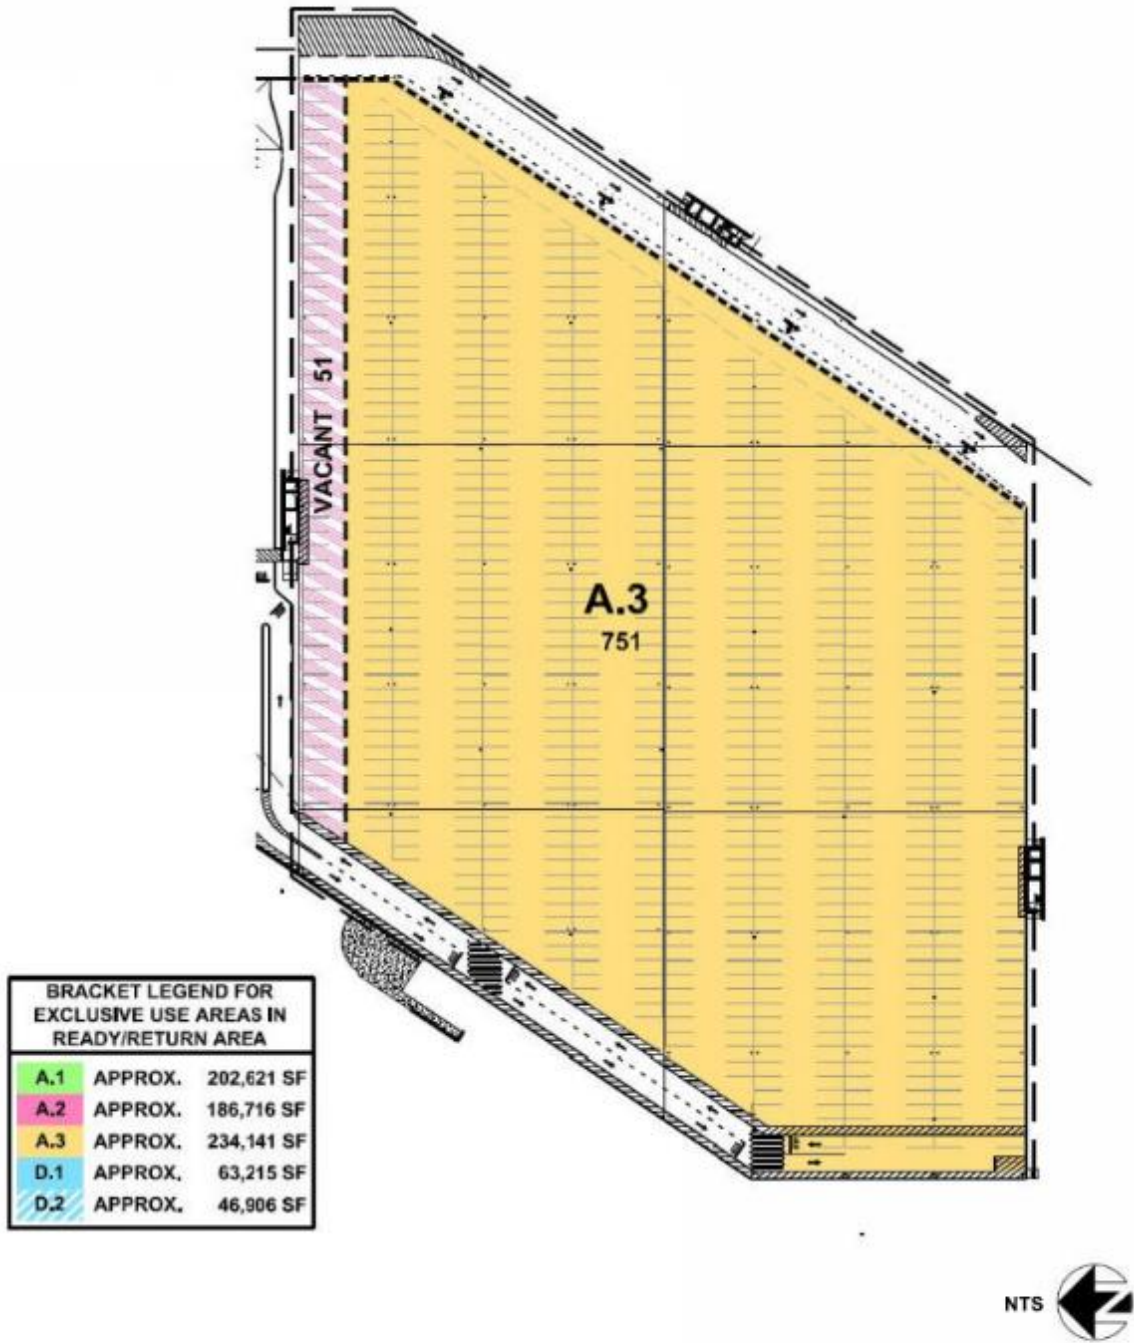 VACANT 51
A.3
751
BRACKET LEGEND FOR
EXCLUSIVE USE AREAS IN
READY/RETURN AREA
A.1 APPROX. 202,621 SF
A.2 APPROX. 186,716 SF
A.3 APPROX. 234,141 SF
D.1 APPROX. 63,215 SF
D.2 APPROX. 46,906 SF
NTS
N